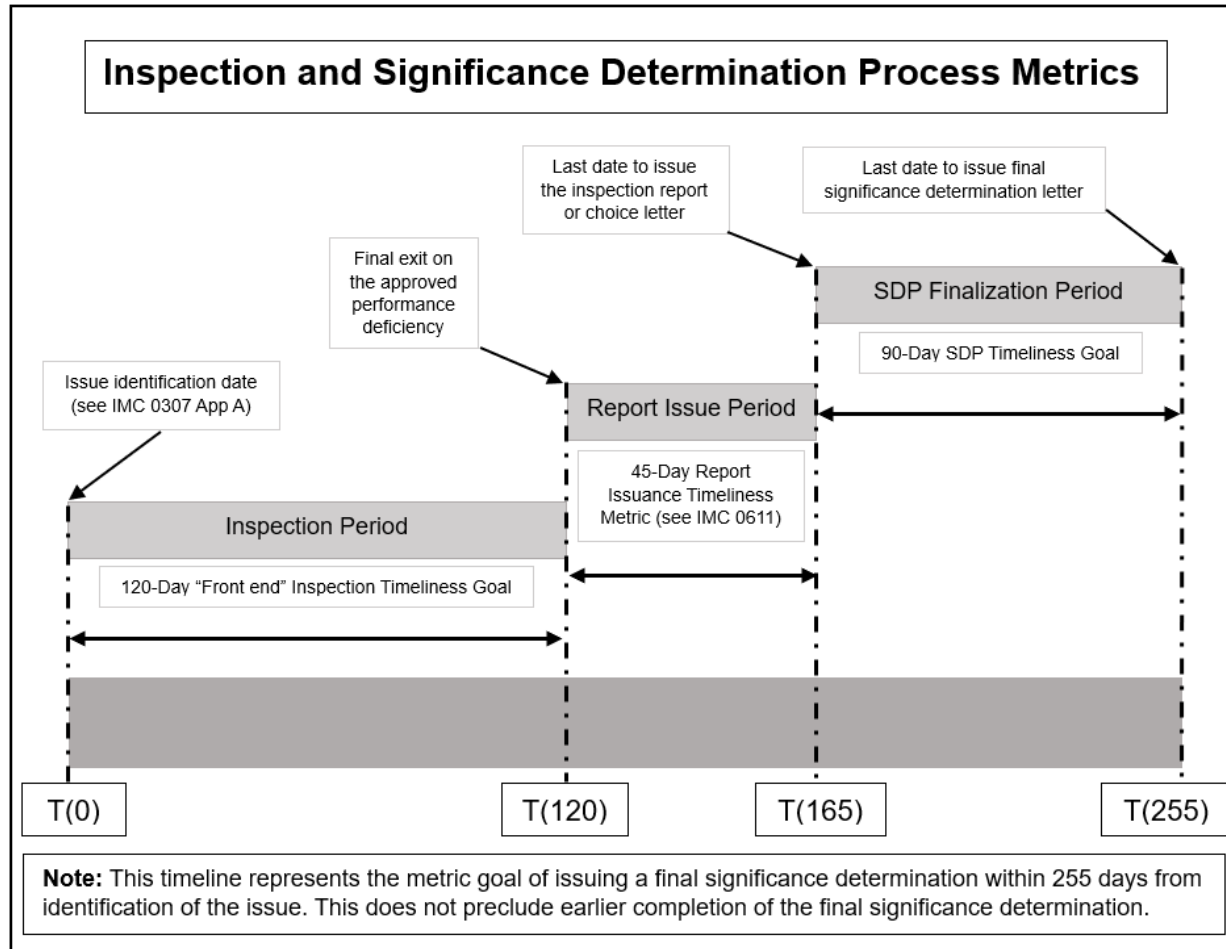 Inspection and Significance Determination Process Metrics
Last date to issue
the inspection report
or choice letter
Last date to issue final
significance determination letter
Final exit on
the approved
performance
deficiency
SDP Finalization Period
90-Day SDP Timeliness Goal
Issue identification date
(see IMC 0307 App A)
Report Issue Period
45-Day Report
Issuance Timeliness
Metric (see IMC 0611)
Inspection Period
120-Day “Front end” Inspection Timeliness Goal
T(0)
T(120)
T(165)
T(255)
Note: This timeline represents the metric goal of issuing a final significance determination within 255 days from
identification of the issue. This does not preclude earlier completion of the final significance determination.